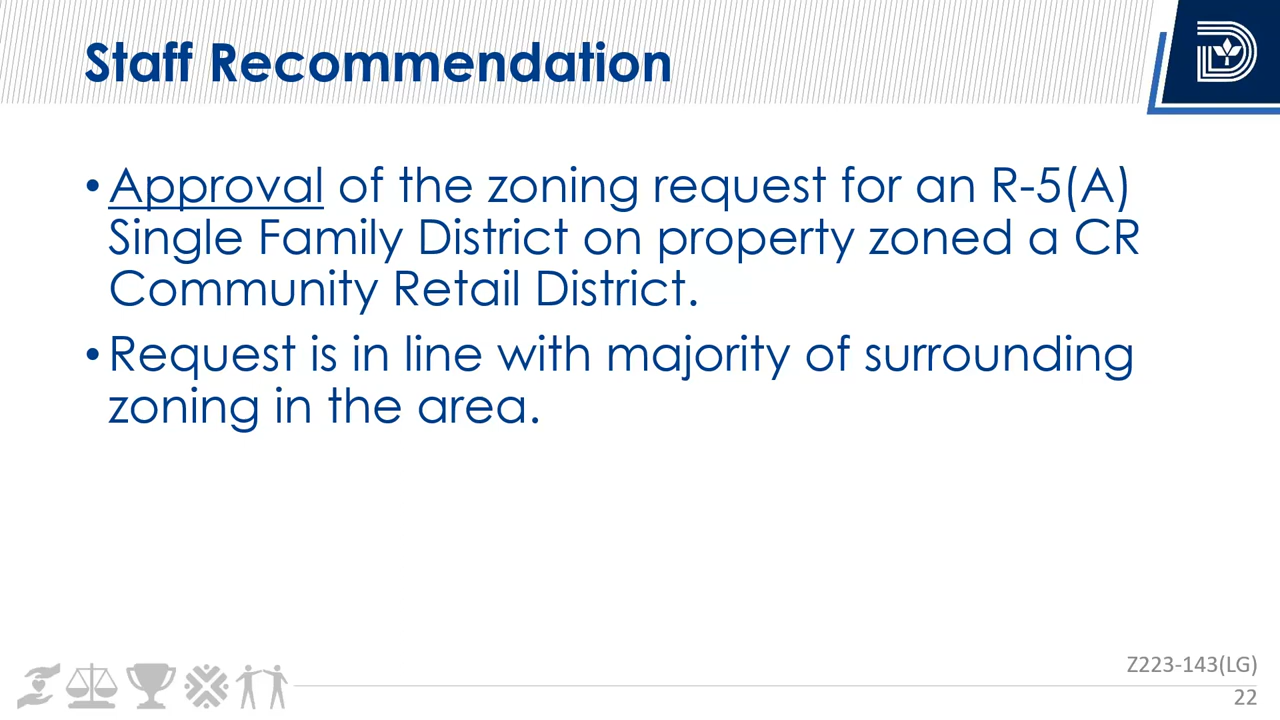 Staff Recommendation
• Approval of the zoning request for an R-5(A)
Single Family District on property zoned a CR
Community Retail District.
• Request is in line with majority of surrounding
zoning in the area.
Z223-143(LG)
22